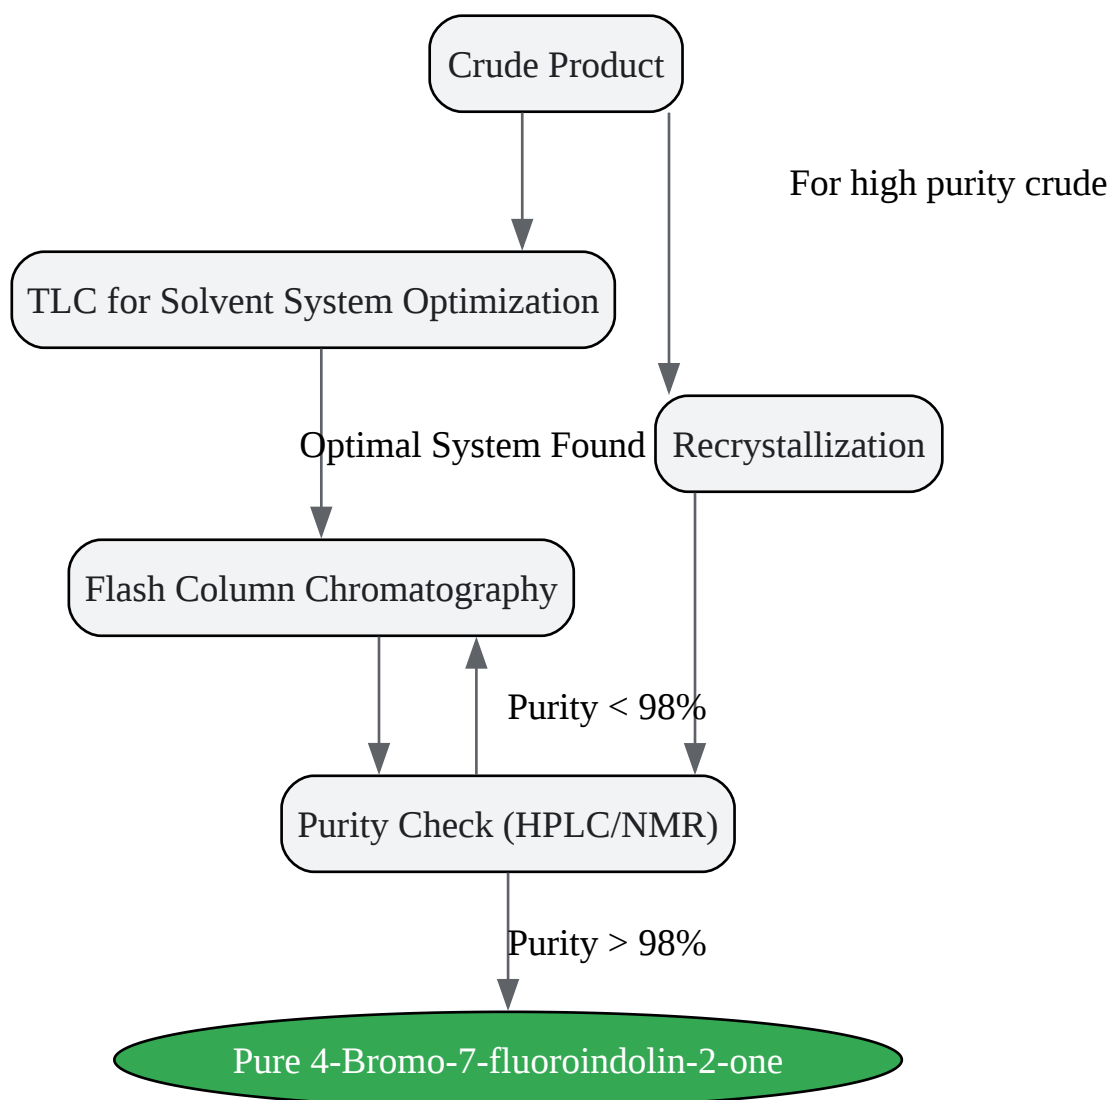 Crude Product
For high purity crude
TLC for Solvent System Optimization
Optimal System Found
Recrystallization
Flash Column Chromatography
Purity < 98%
Purity Check (HPLC/NMR)
Purity > 98%
Pure 4-Bromo-7-fluoroindolin-2-one